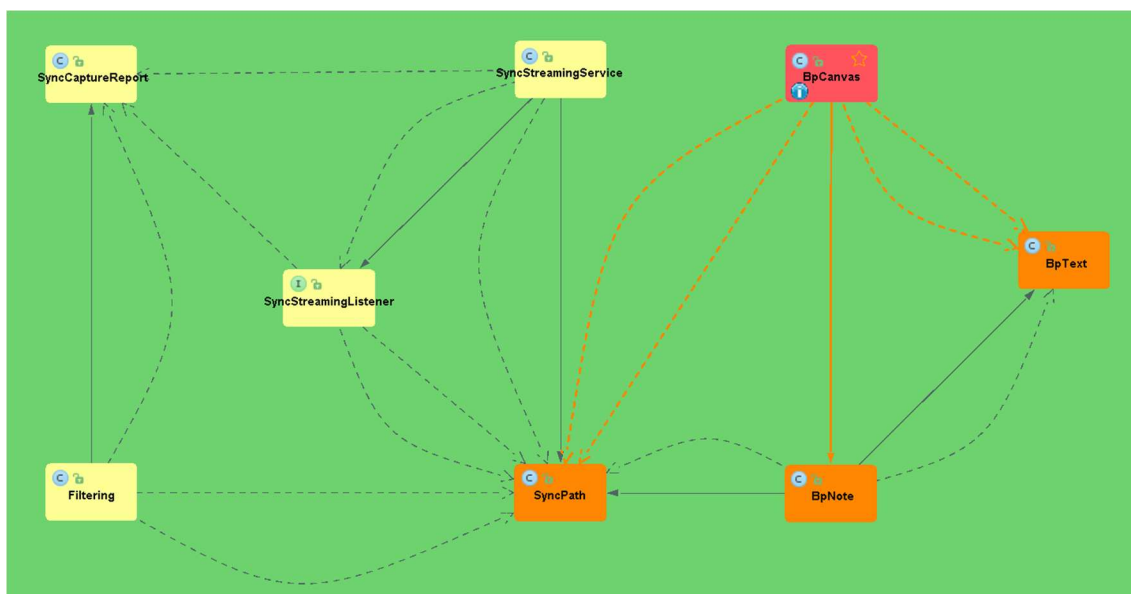 C
SyncCaptureReport
C
SyncStreamingService
C
BpCanvas
i
C
BpText
I
SyncStreamingListener
C
Filtering
C
SyncPath
C
BpNote